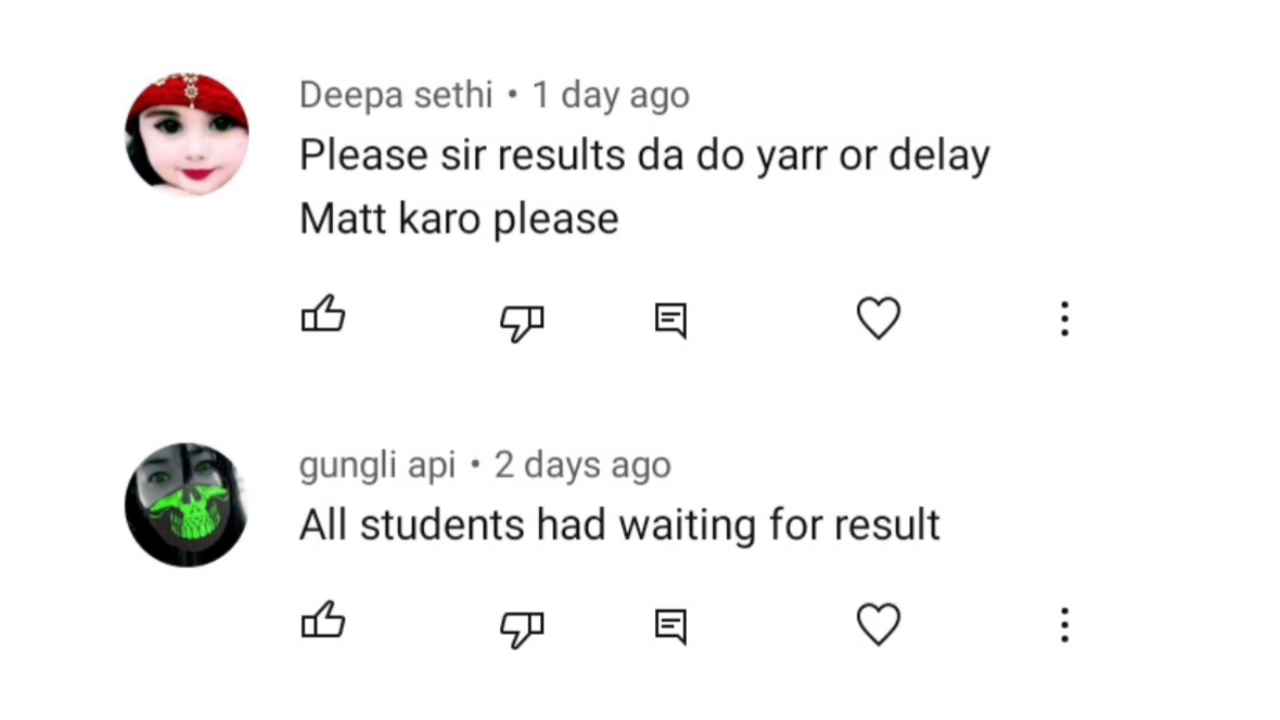 Deepa sethi • 1 day ago
Please sir results da do yarr or delay
Matt karo please
gungli api • 2 days ago
All students had waiting for result